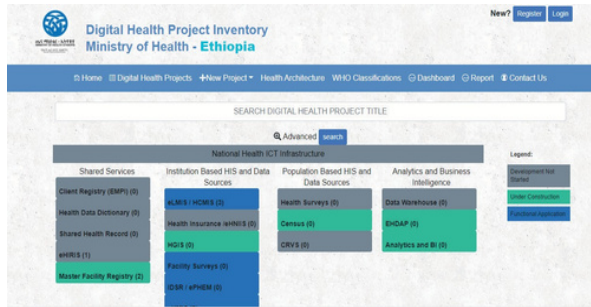 New? Register Login
Digital Health Project Inventory
Ministry of Health - Ethiopia
Home Digital Health Projects +New Project Health Architecture WHO Classifications Dashboard Report Contact Us
SEARCH DIGITAL HEALTH PROJECT TITLE
Advanced search
National Health ICT Infrastructure
Shared Services
Client Registry (EMPI) (0)
Health Data Dictionary (0)
Shared Health Record (0)
eHRIS (1)
Master Facility Registry (2)
Institution Based HIS and Data
Sources
eLMIS / HCMIS (3)
Health Insurance (eHNIIS (0)
HGIS (0)
Facility Surveys (0)
IDSR / ePHEM (0)
Population Based HIS and
Data Sources
Health Surveys (0)
Census (0)
CRVS (0)
Analytics and Business
Intelligence
Data Warehouse (0)
EHDAP (0)
Analytics and BI (0)
Legend:
Development Not
Started
Under Construction
Functional Application